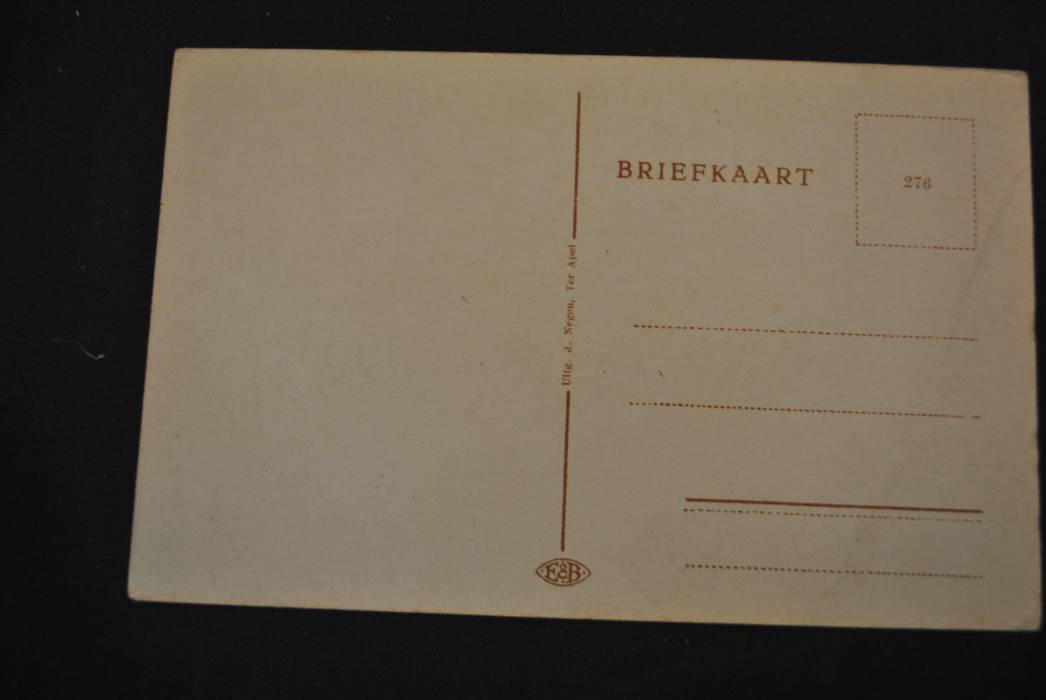 BRIEFKAART
276
Uitg. J. Negen, Ter Apel
E&B